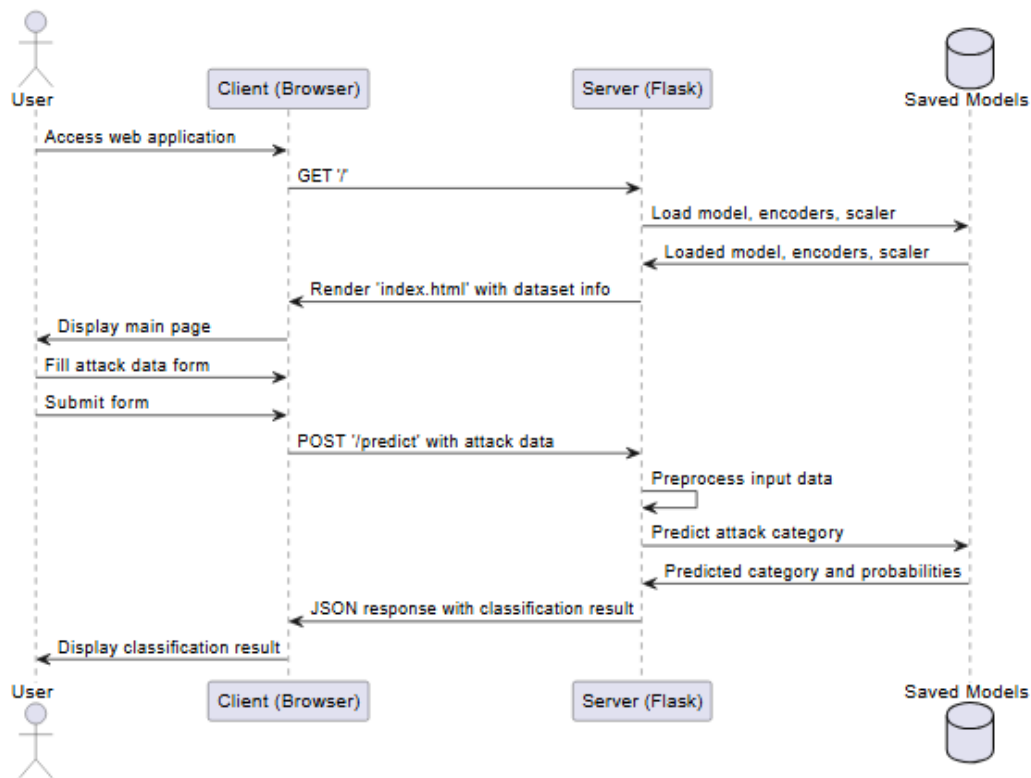 User
Client (Browser)
Server (Flask)
Saved Models
Access web application
GET '/'
Load model, encoders, scaler
Loaded model, encoders, scaler
Render 'index.html' with dataset info
Display main page
Fill attack data form
Submit form
POST '/predict' with attack data
Preprocess input data
Predict attack category
Predicted category and probabilities
JSON response with classification result
Display classification result
User
Client (Browser)
Server (Flask)
Saved Models